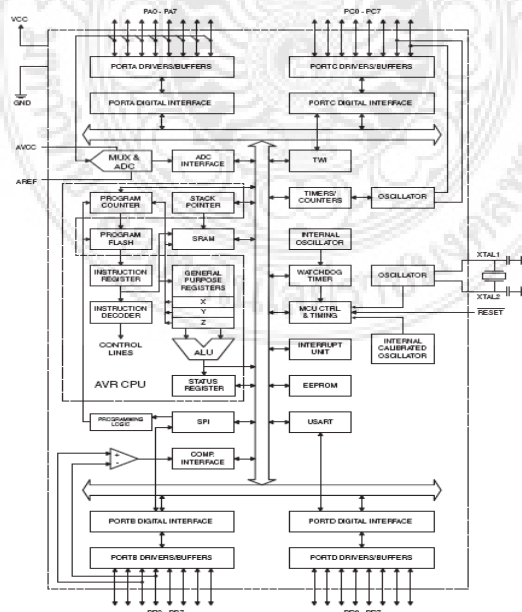 PA0 - PA7
PC0 - PC7
VCC
PORTA DRIVERS/BUFFERS
PORTC DRIVERS/BUFFERS
PORTA DIGITAL INTERFACE
PORTC DIGITAL INTERFACE
GND
AVCC
MUX &
ADC
ADC
INTERFACE
TWI
AREF
PROGRAM
COUNTER
STACK
POINTER
TIMERS/
COUNTERS
OSCILLATOR
PROGRAM
FLASH
SRAM
INTERNAL
OSCILLATOR
XTAL1
INSTRUCTION
REGISTER
GENERAL
PURPOSE
REGISTERS
WATCHDOG
TIMER
OSCILLATOR
X
Y
Z
XTAL2
INSTRUCTION
DECODER
MCU CTRL
& TIMING
RESET
CONTROL
LINES
ALU
INTERRUPT
UNIT
INTERNAL
CALIBRATED
OSCILLATOR
AVR CPU
STATUS
REGISTER
EEPROM
PROGRAMMING
LOGIC
SPI
USART
+
-
COMP.
INTERFACE
PORTB DIGITAL INTERFACE
PORTD DIGITAL INTERFACE
PORTB DRIVERS/BUFFERS
PORTD DRIVERS/BUFFERS